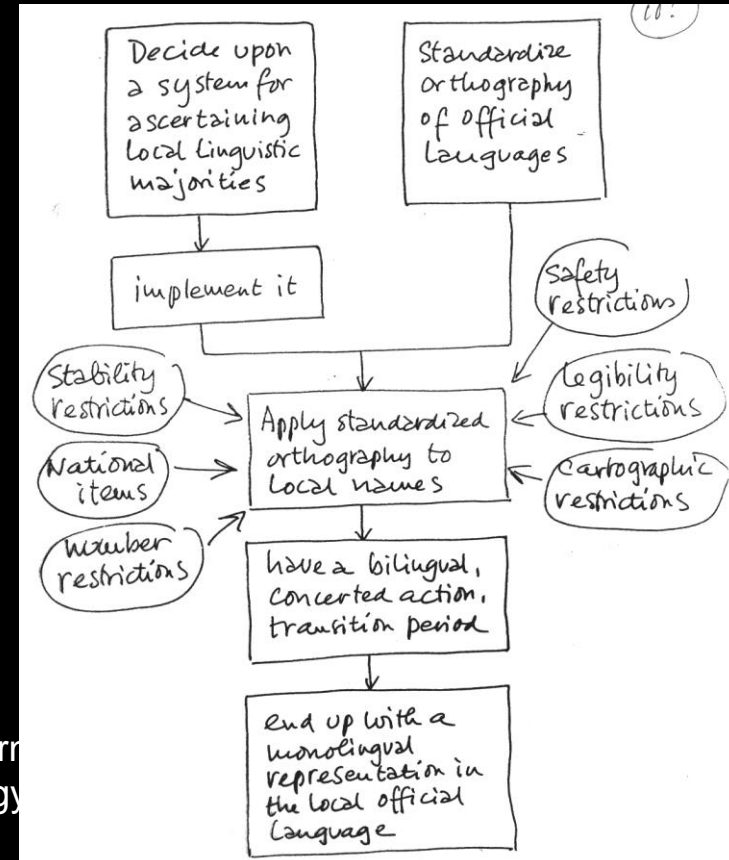 10.
Decide upon
a system for
ascertaining
local linguistic
majorities
Standardize
orthography
of official
languages
implement it
Safety
restrictions
Stability
restrictions
legibility
restrictions
Apply standardized
orthography to
local names
National
items
Cartographic
restrictions
Number
restrictions
have a bilingual,
concerted action,
transition period
end up with a
monolingual
representation in
the local official
language
gy